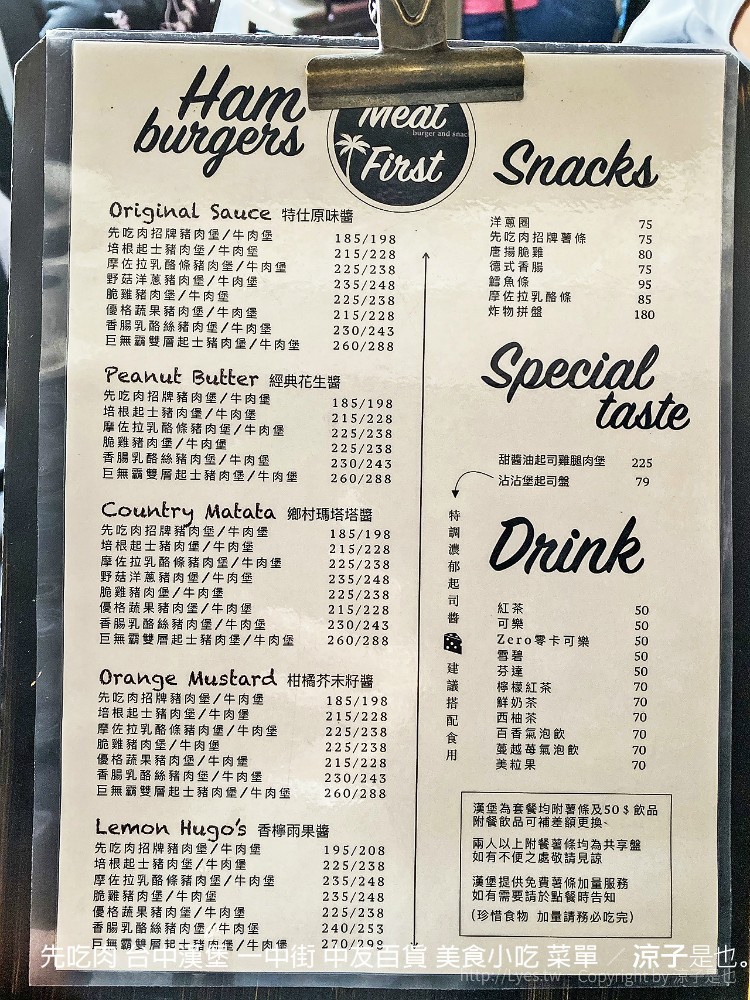 Ham
burgers
Meat
burger and snac
First
Original Sauce 特仕原味醬
先吃肉招牌豬肉堡/牛肉堡 185/198
培根起士豬肉堡/牛肉堡 215/228
摩佐拉乳酪條豬肉堡/牛肉堡 225/238
野菇洋蔥豬肉堡/牛肉堡 235/248
脆雞豬肉堡/牛肉堡 225/238
優格蔬果豬肉堡/牛肉堡 215/228
香腸乳酪絲豬肉堡/牛肉堡 230/243
巨無霸雙層起士豬肉堡/牛肉堡 260/288
Peanut Butter 經典花生醬
先吃肉招牌豬肉堡/牛肉堡 185/198
培根起士豬肉堡/牛肉堡 215/228
摩佐拉乳酪條豬肉堡/牛肉堡 225/238
脆雞豬肉堡/牛肉堡 225/238
香腸乳酪絲豬肉堡/牛肉堡 230/243
巨無霸雙層起士豬肉堡/牛肉堡 260/288
Country Matata 鄉村瑪塔塔醬
先吃肉招牌豬肉堡/牛肉堡 185/198
培根起士豬肉堡/牛肉堡 215/228
摩佐拉乳酪條豬肉堡/牛肉堡 225/238
野菇洋蔥豬肉堡/牛肉堡 235/248
脆雞豬肉堡/牛肉堡 225/238
優格蔬果豬肉堡/牛肉堡 215/228
香腸乳酪絲豬肉堡/牛肉堡 230/243
巨無霸雙層起士豬肉堡/牛肉堡 260/288
Orange Mustard 柑橘芥末籽醬
先吃肉招牌豬肉堡/牛肉堡 185/198
培根起士豬肉堡/牛肉堡 215/228
摩佐拉乳酪條豬肉堡/牛肉堡 225/238
脆雞豬肉堡/牛肉堡 225/238
優格蔬果豬肉堡/牛肉堡 215/228
香腸乳酪絲豬肉堡/牛肉堡 230/243
巨無霸雙層起士豬肉堡/牛肉堡 260/288
Lemon Hugo's 香檸雨果醬
先吃肉招牌豬肉堡/牛肉堡 195/208
培根起士豬肉堡/牛肉堡 225/238
摩佐拉乳酪條豬肉堡/牛肉堡 235/248
脆雞豬肉堡/牛肉堡 235/248
優格蔬果豬肉堡/牛肉堡 225/238
香腸乳酪絲豬肉堡/牛肉堡 240/253
巨無霸雙層起士豬肉堡/牛肉堡 270/298
Snacks
洋蔥圈 75
先吃肉招牌薯條 75
唐揚脆雞 80
德式香腸 75
鱈魚條 95
摩佐拉乳酪條 85
炸物拼盤 180
Special
taste
甜醬油起司雞腿肉堡 225
沾沾堡起司盤 79
特調濃郁起司醬 建議搭配食用
Drink
紅茶 50
可樂 50
Zero零卡可樂 50
雪碧 50
芬達 50
檸檬紅茶 70
鮮奶茶 70
西柚茶 70
百香氣泡飲 70
蔓越莓氣泡飲 70
美粒果 70
漢堡為套餐均附薯條及50$飲品
附餐飲品可補差額更換~
兩人以上附餐薯條均為共享盤
如有不便之處敬請見諒
漢堡提供免費薯條加量服務
如有需要請於點餐時告知
(珍惜食物 加量請務必吃完)
先吃肉 台中漢堡 一中街 中友百貨 美食小吃 菜單 / 涼子是也。
http://Lyes.tw Copyright by 涼子是也